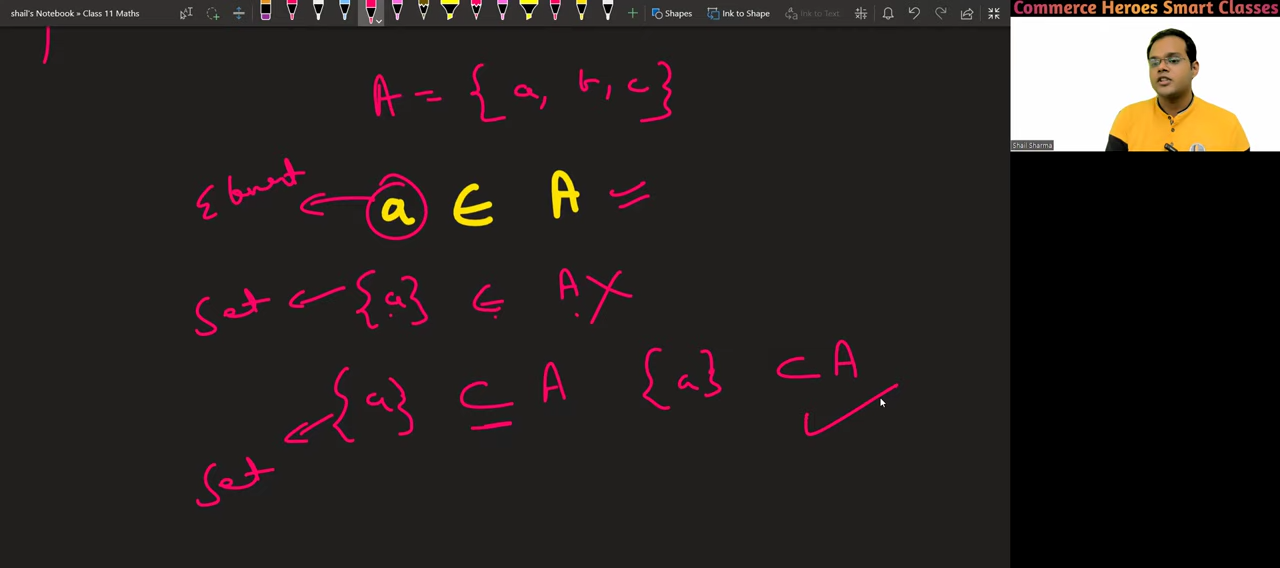 shail's Notebook » Class 11 Maths
Shapes Ink to Shape Ink to Text
Commerce Heroes Smart Classes
Shail Sharma
A = { a, b, c }
Element ← a ∈ A
Set ← {a} ∈ A ✗
{a} ⊆ A {a} ⊂ A ✓
Set